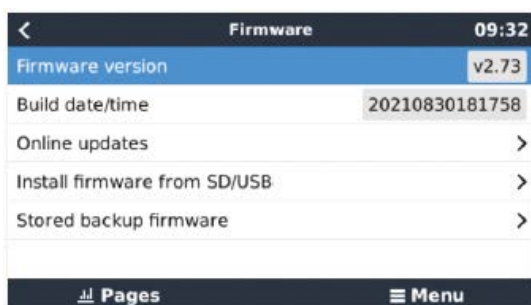 Firmware 09:32
Firmware version v2.73
Build date/time 20210830181758
Online updates
Install firmware from SD/USB
Stored backup firmware
Pages Menu